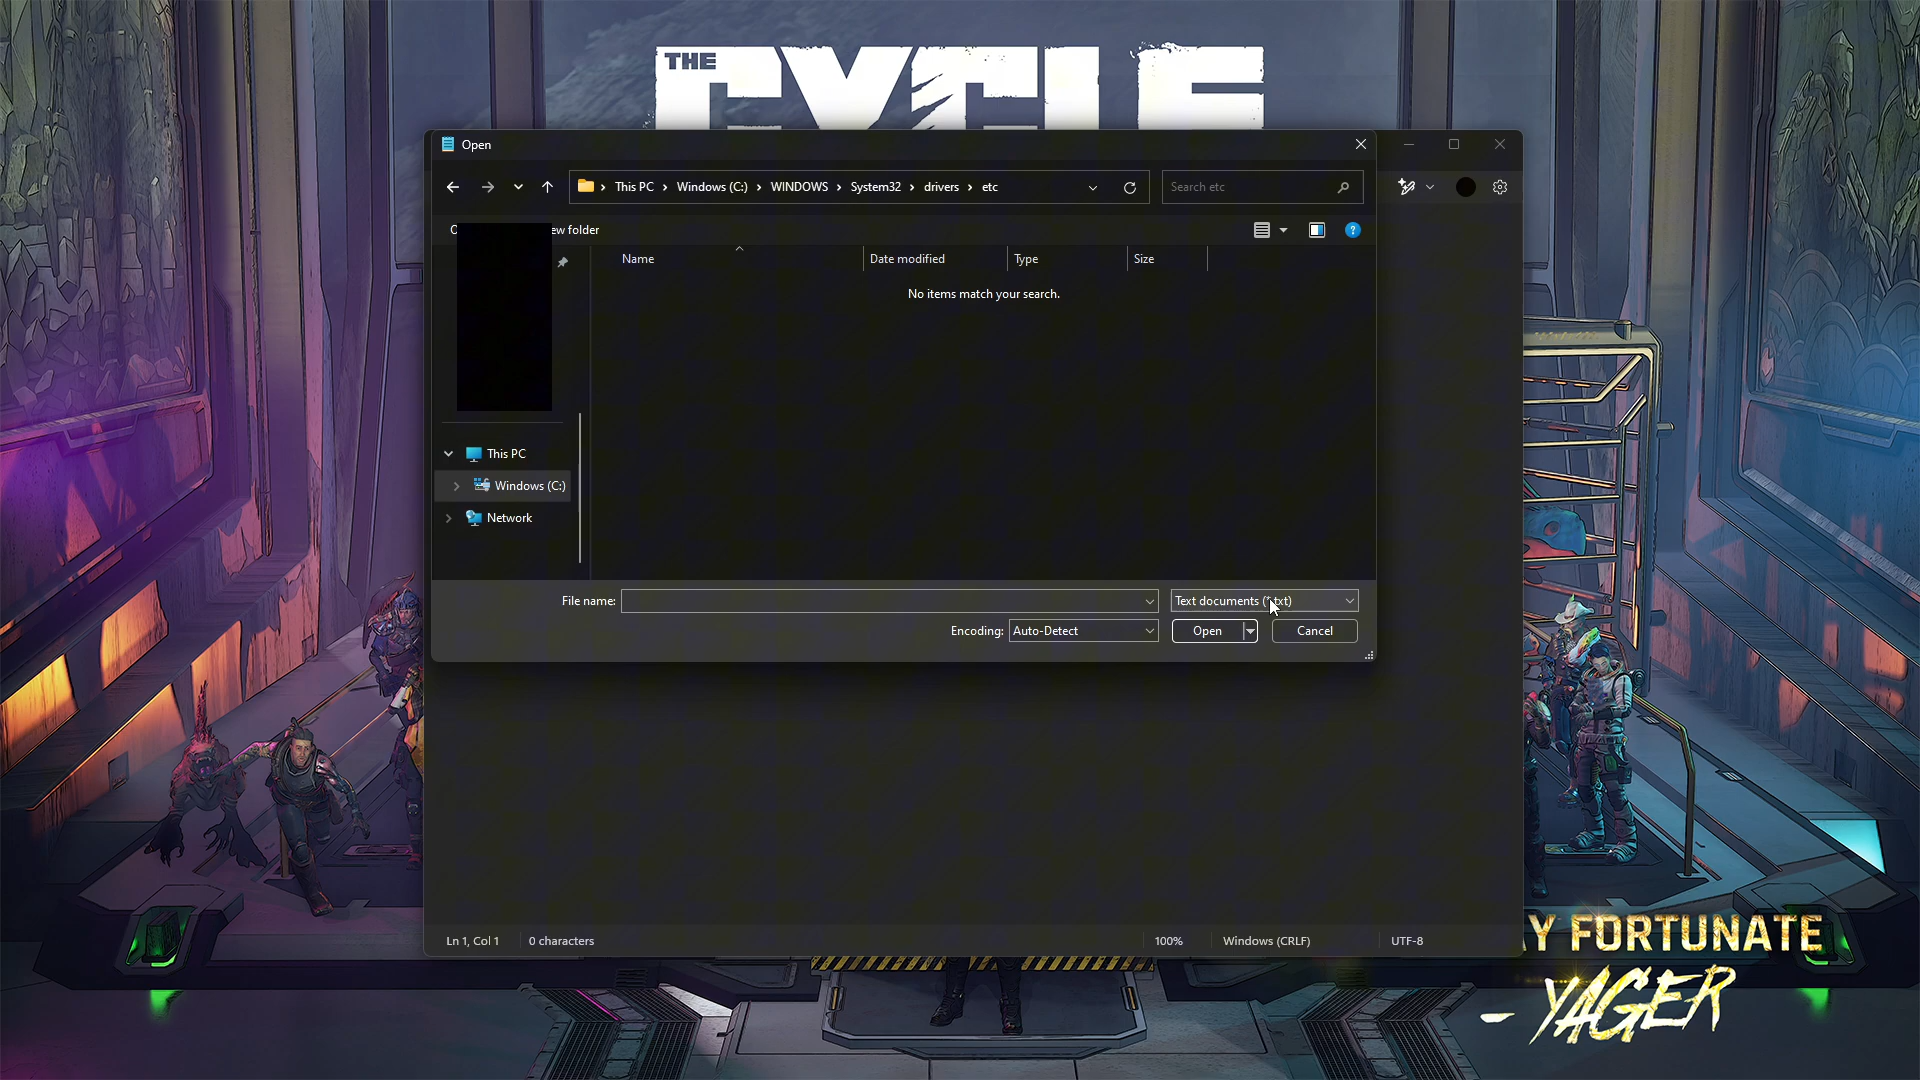 THE
CYCLE
Open
This PC > Windows (C:) > WINDOWS > System32 > drivers > etc
Search etc
ew folder
Name
Date modified
Type
Size
No items match your search.
This PC
Windows (C:)
Network
File name:
Text documents (*.txt)
Encoding:
Auto-Detect
Open
Cancel
Ln 1, Col 1
0 characters
100%
Windows (CRLF)
UTF-8
AY FORTUNATE
- YAGER